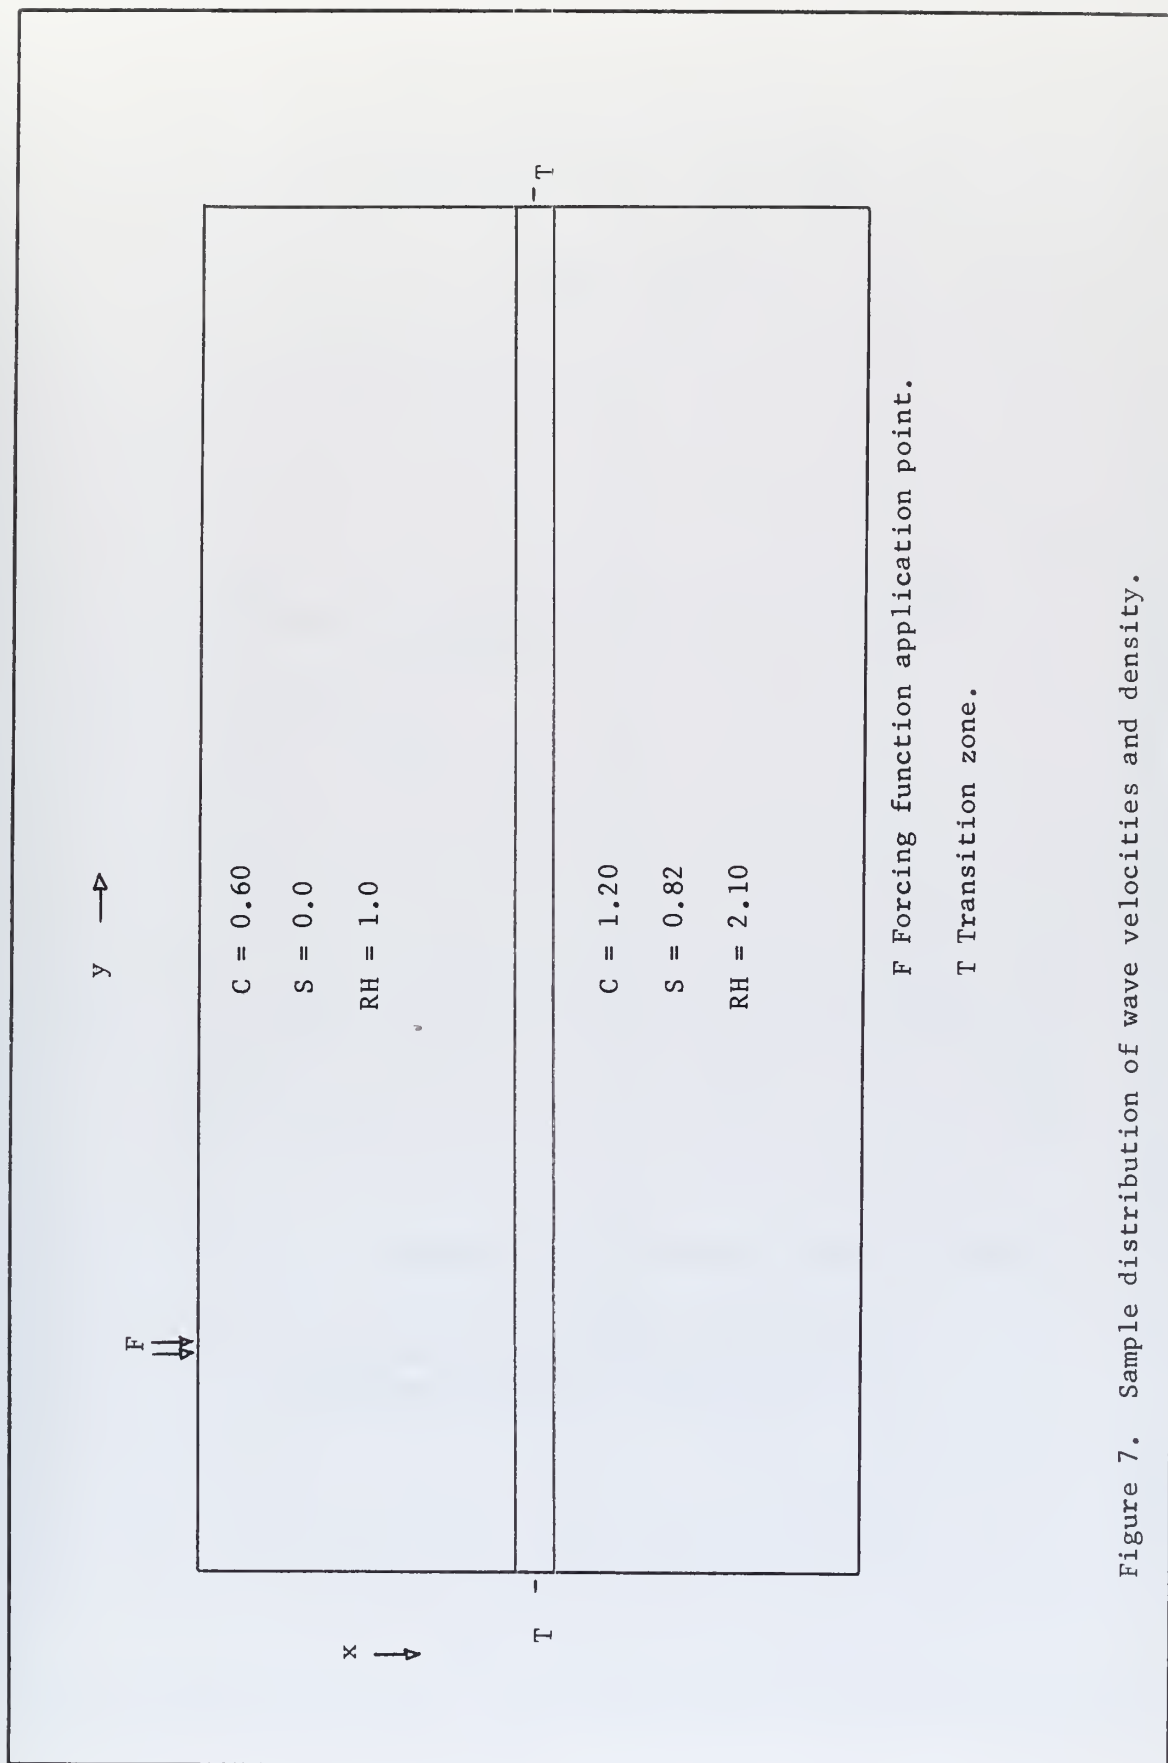 y
F
x
C = 0.60
S = 0.0
RH = 1.0
T - - T
C = 1.20
S = 0.82
RH = 2.10
F Forcing function application point.
T Transition zone.
Figure 7. Sample distribution of wave velocities and density.